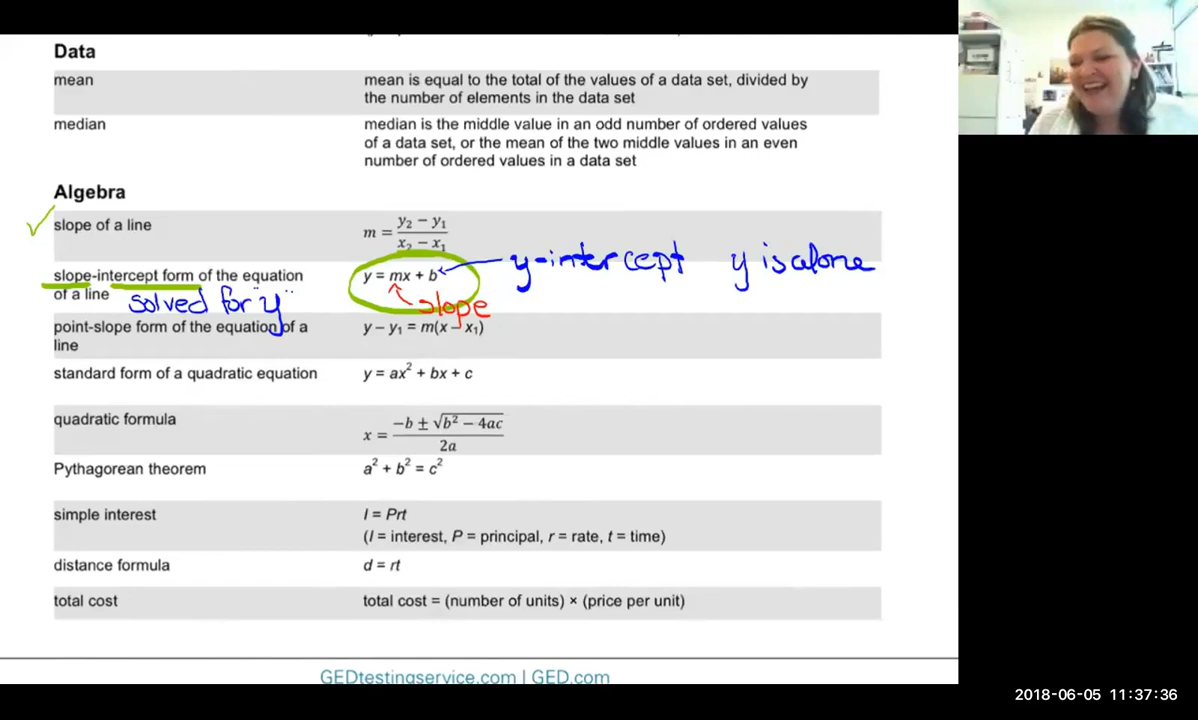 Data
mean
mean is equal to the total of the values of a data set, divided by
the number of elements in the data set
median
median is the middle value in an odd number of ordered values
of a data set, or the mean of the two middle values in an even
number of ordered values in a data set
Algebra
✓ slope of a line
m = (y₂ − y₁)/(x₂ − x₁)
slope-intercept form of the equation
of a line
y = mx + b
y-intercept y is alone
solved for "y"
slope
point-slope form of the equation of a
line
y − y₁ = m(x − x₁)
standard form of a quadratic equation
y = ax² + bx + c
quadratic formula
x = (−b ± √(b² − 4ac))/2a
Pythagorean theorem
a² + b² = c²
simple interest
I = Prt
(I = interest, P = principal, r = rate, t = time)
distance formula
d = rt
total cost
total cost = (number of units) × (price per unit)
GEDtestingservice.com | GED.com
2018-06-05 11:37:36